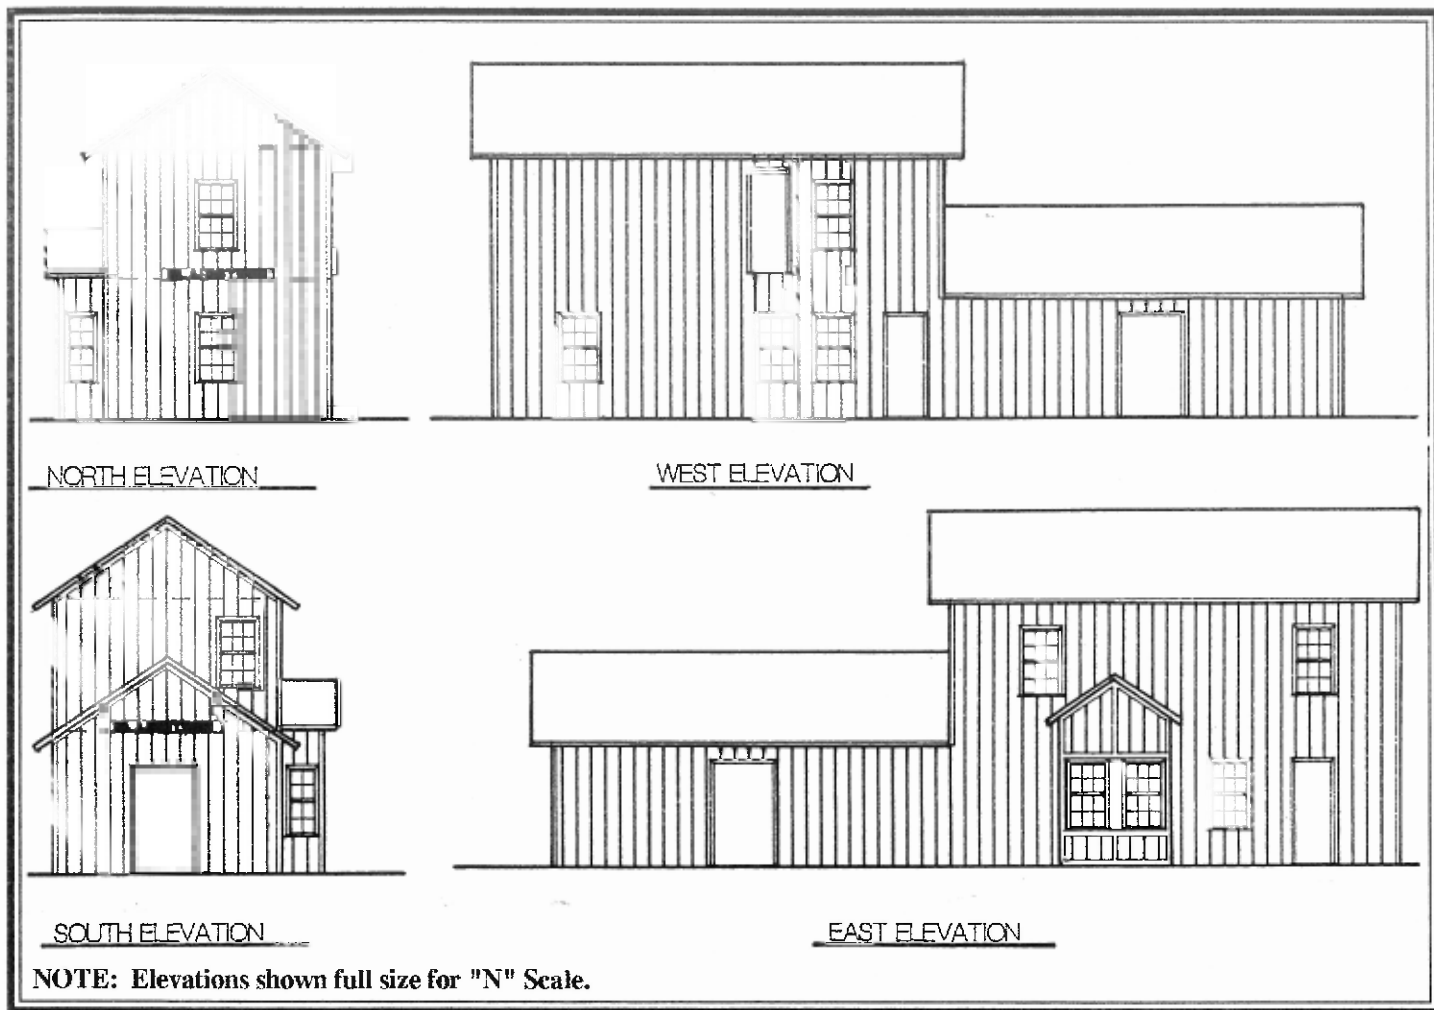 NORTH ELEVATION
WEST ELEVATION
SOUTH ELEVATION
EAST ELEVATION
NOTE: Elevations shown full size for "N" Scale.